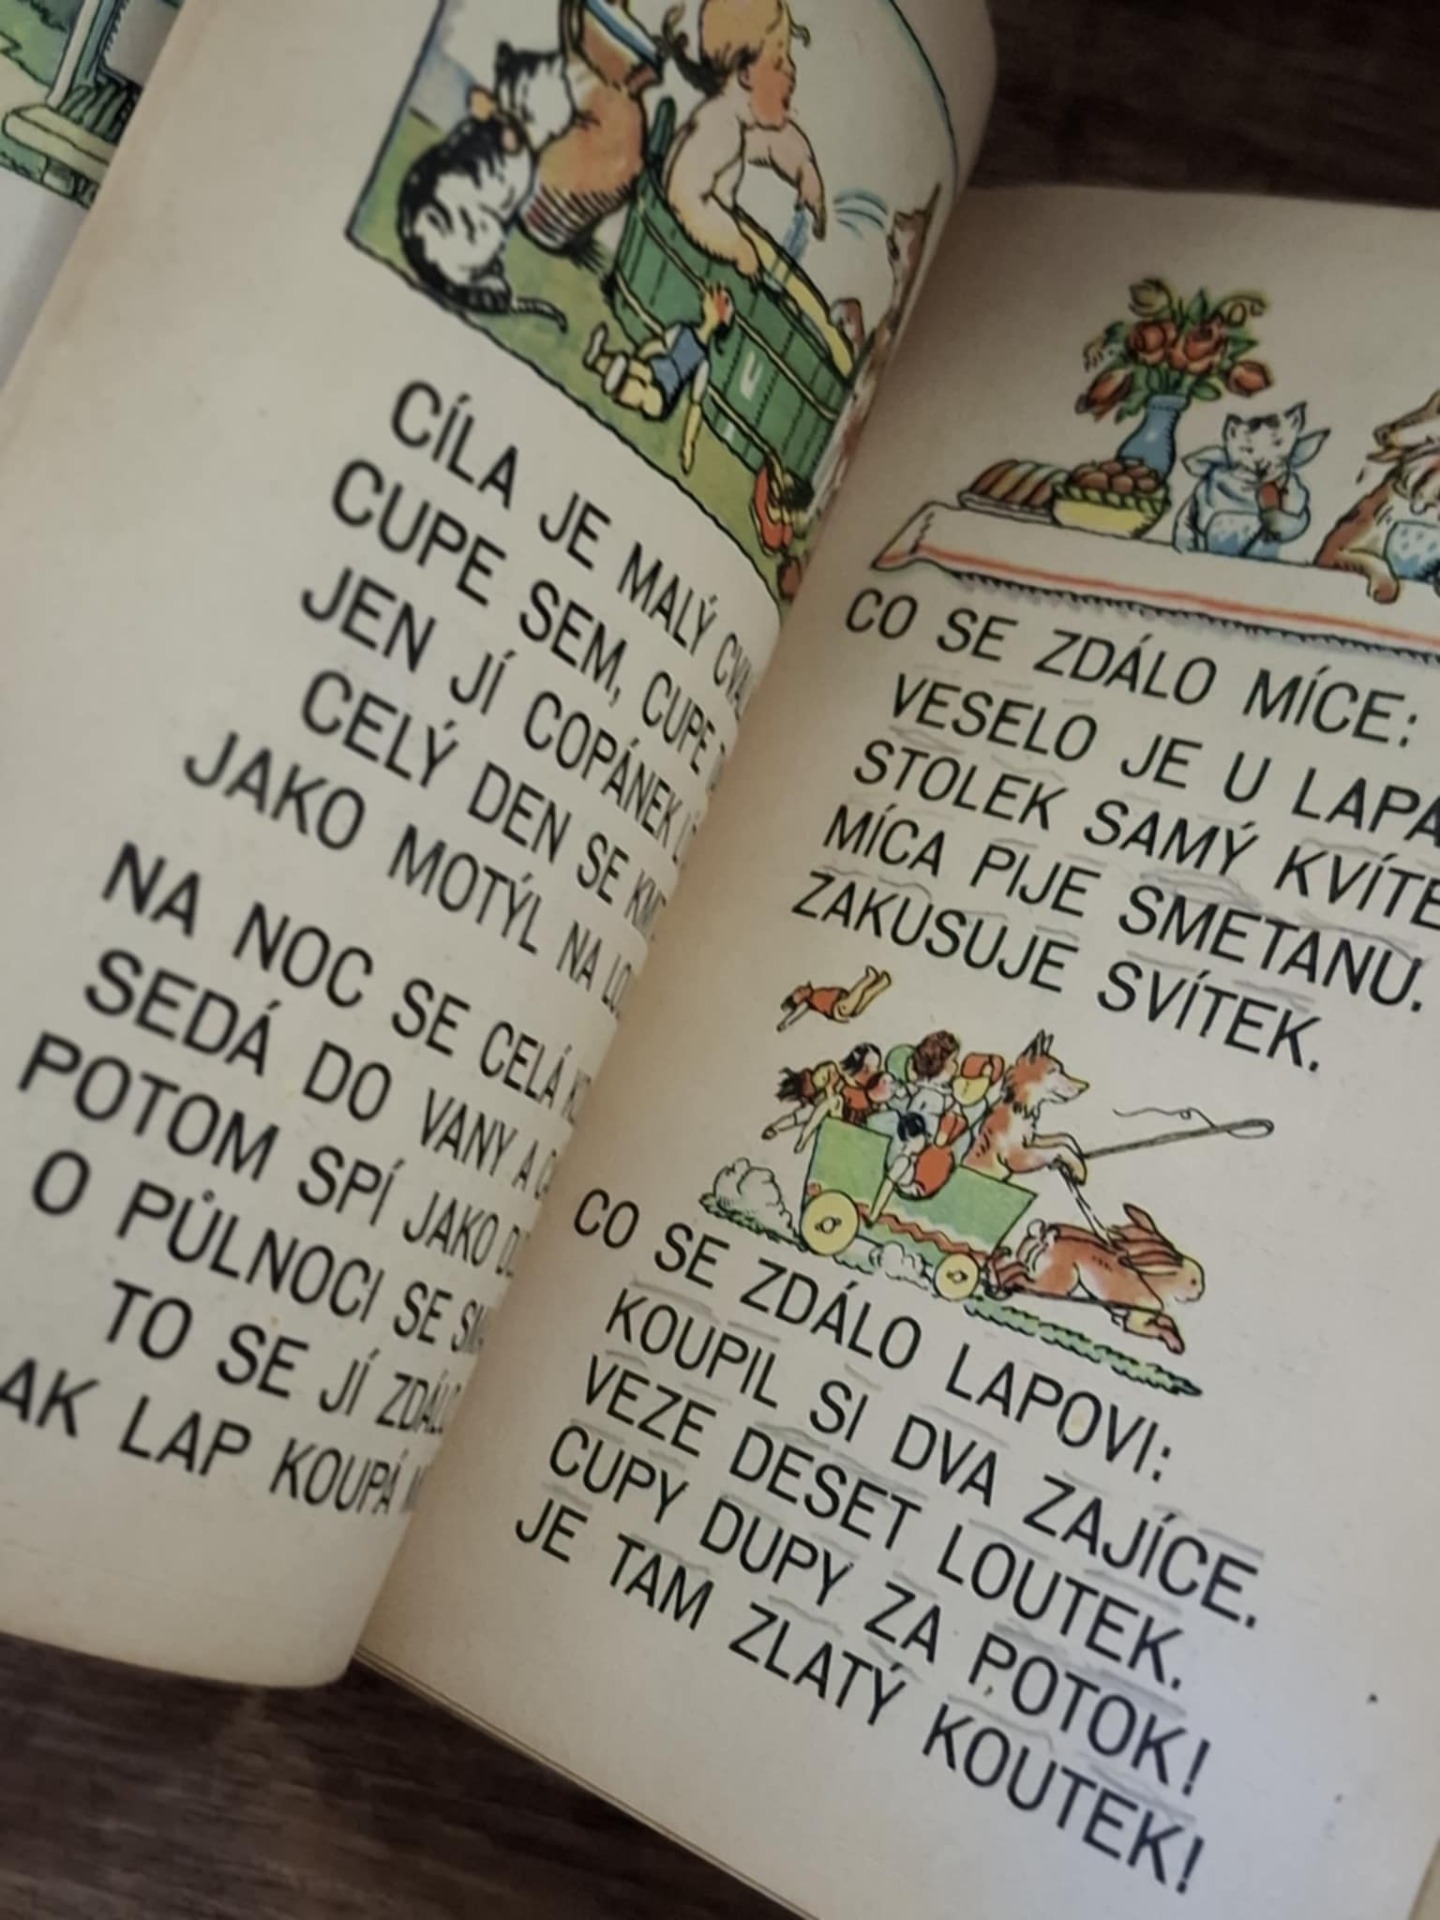 CÍLA JE MALÝ
CUPE SEM, CUPE
JEN JÍ COPÁNEK
CELÝ DEN SE
JAKO MOTÝL NA
NA NOC SE CELÁ
SEDÁ DO VANY A
POTOM SPÍ JAKO
O PŮLNOCI SE
TO SE JÍ
LAP KOUPÁ
CO SE ZDÁLO MÍCE:
VESELO JE U
STOLEK SAMÝ
MÍCA PIJE SMETANU.
ZAKUSUJE SVÍTEK.
CO SE ZDÁLO LAPOVI:
KOUPIL SI DVA ZAJÍCE.
VEZE DESET LOUTEK.
CUPY DUPY ZA POTOK!
JE TAM ZLATÝ KOUTEK!